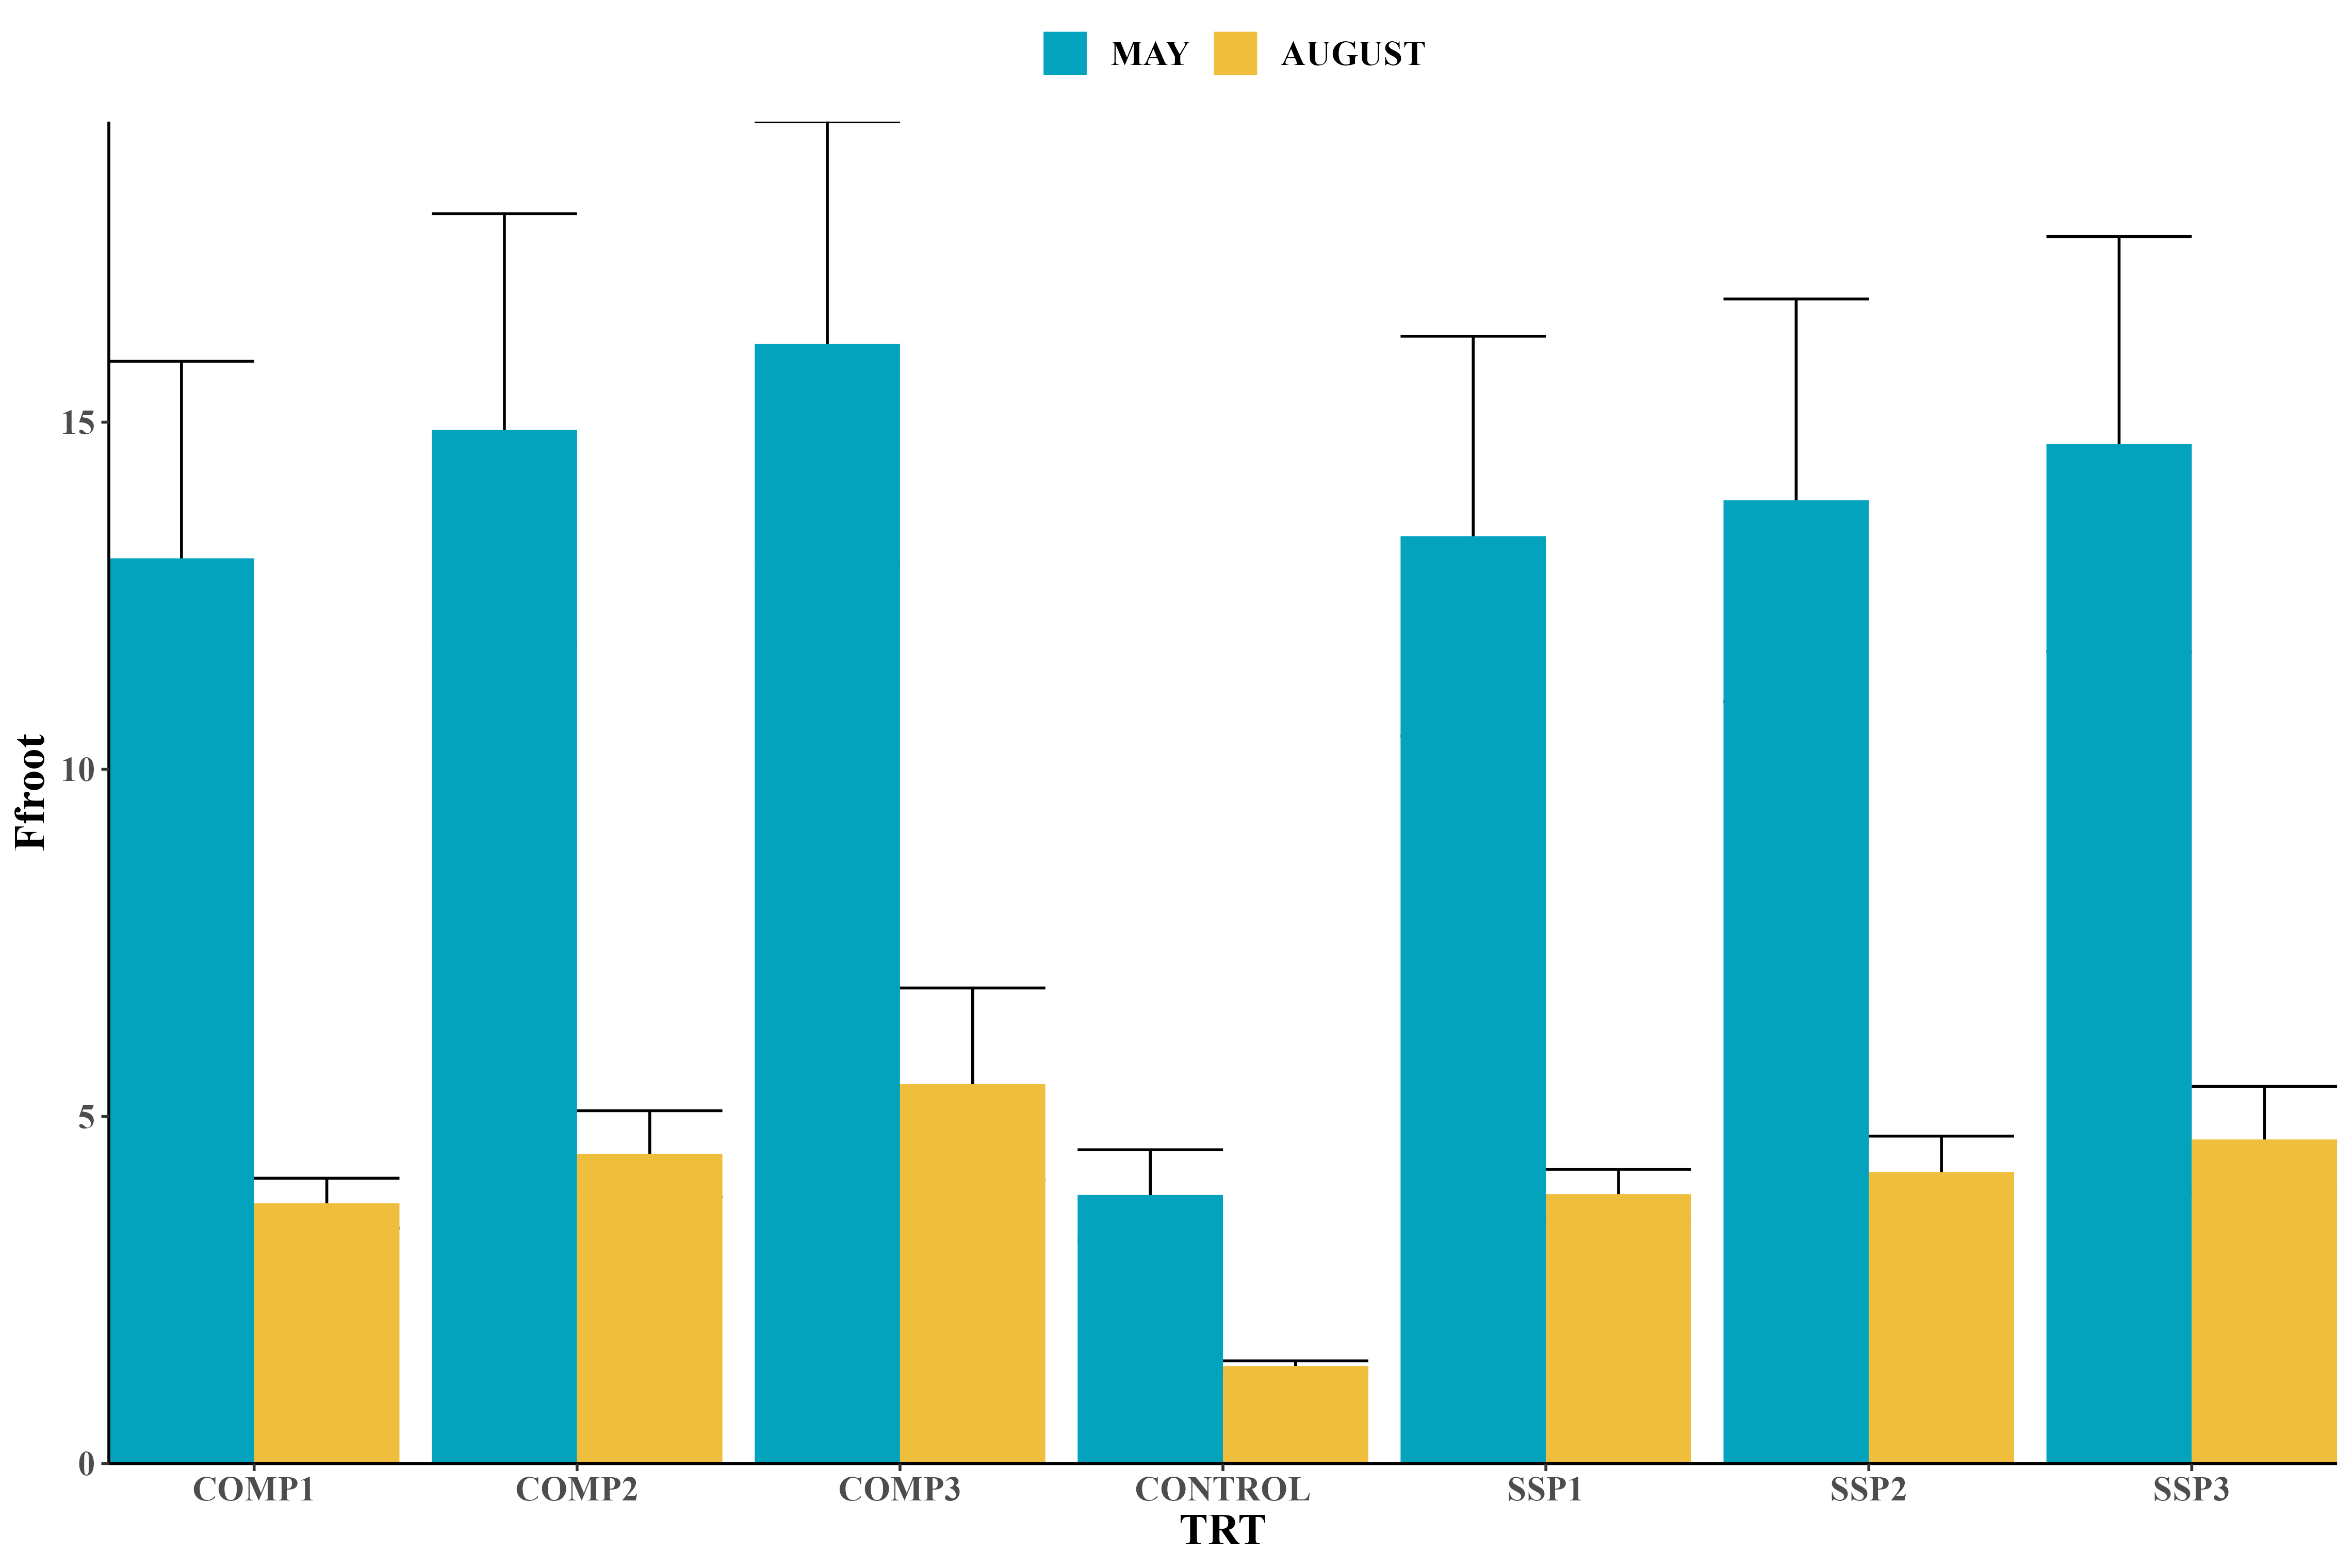 MAY AUGUST
Ffroot
15
10
5
0
COMP1 COMP2 COMP3 CONTROL SSP1 SSP2 SSP3
TRT